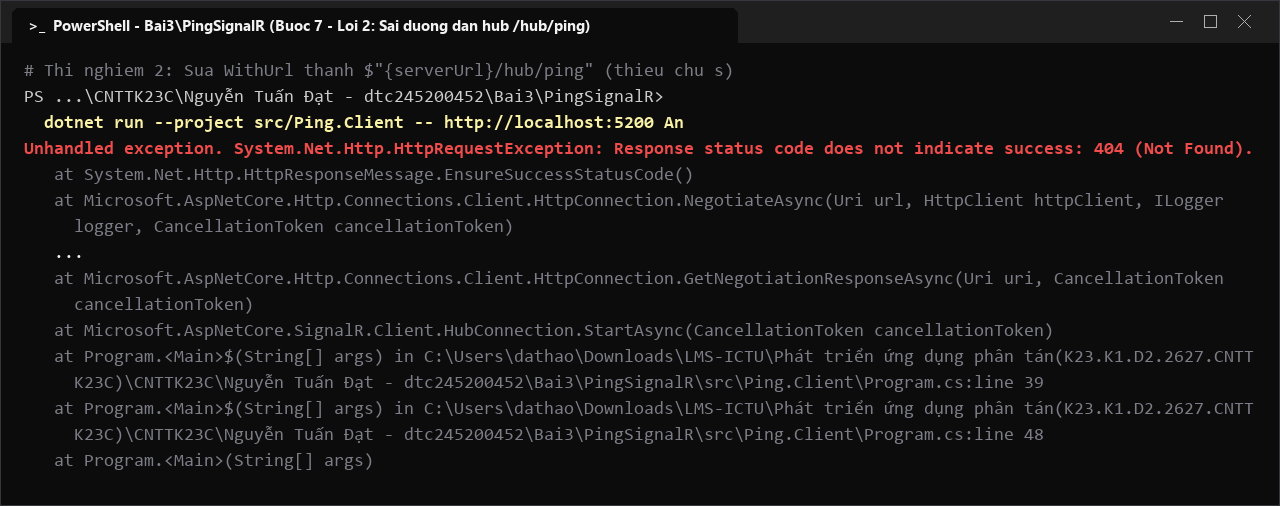 >_ PowerShell - Bai3\PingSignalR (Buoc 7 - Loi 2: Sai duong dan hub /hub/ping)
# Thi nghiem 2: Sua WithUrl thanh $"{serverUrl}/hub/ping" (thieu chu s)
PS ...\CNTTK23C\Nguyễn Tuấn Đạt - dtc245200452\Bai3\PingSignalR>
dotnet run --project src/Ping.Client -- http://localhost:5200 An
Unhandled exception. System.Net.Http.HttpRequestException: Response status code does not indicate success: 404 (Not Found).
at System.Net.Http.HttpResponseMessage.EnsureSuccessStatusCode()
at Microsoft.AspNetCore.Http.Connections.Client.HttpConnection.NegotiateAsync(Uri url, HttpClient httpClient, ILogger
logger, CancellationToken cancellationToken)
...
at Microsoft.AspNetCore.Http.Connections.Client.HttpConnection.GetNegotiationResponseAsync(Uri uri, CancellationToken
cancellationToken)
at Microsoft.AspNetCore.SignalR.Client.HubConnection.StartAsync(CancellationToken cancellationToken)
at Program.<Main>$(String[] args) in C:\Users\dathao\Downloads\LMS-ICTU\Phát triển ứng dụng phân tán(K23.K1.D2.2627.CNTT
K23C)\CNTTK23C\Nguyễn Tuấn Đạt - dtc245200452\Bai3\PingSignalR\src\Ping.Client\Program.cs:line 39
at Program.<Main>$(String[] args) in C:\Users\dathao\Downloads\LMS-ICTU\Phát triển ứng dụng phân tán(K23.K1.D2.2627.CNTT
K23C)\CNTTK23C\Nguyễn Tuấn Đạt - dtc245200452\Bai3\PingSignalR\src\Ping.Client\Program.cs:line 48
at Program.<Main>(String[] args)